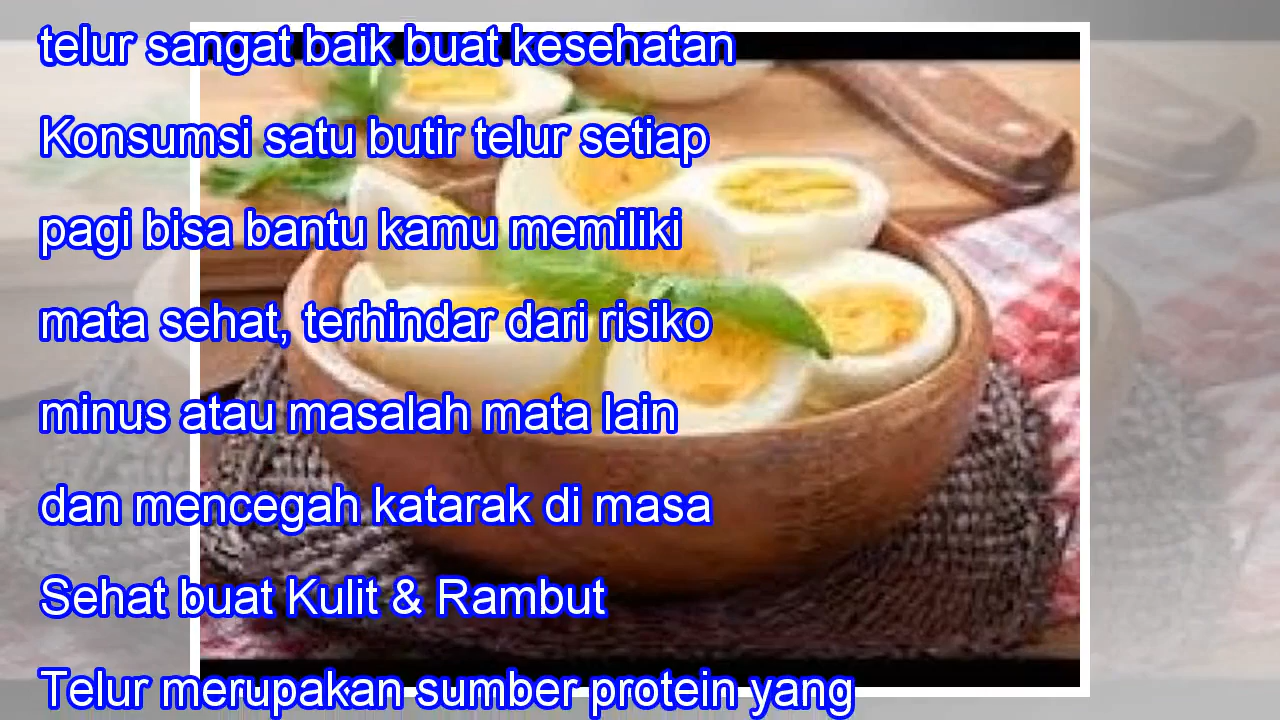 telur sangat baik buat kesehatan
Konsumsi satu butir telur setiap
pagi bisa bantu kamu memiliki
mata sehat, terhindar dari risiko
minus atau masalah mata lain
dan mencegah katarak di masa
Sehat buat Kulit & Rambut
Telur merupakan sumber protein yang